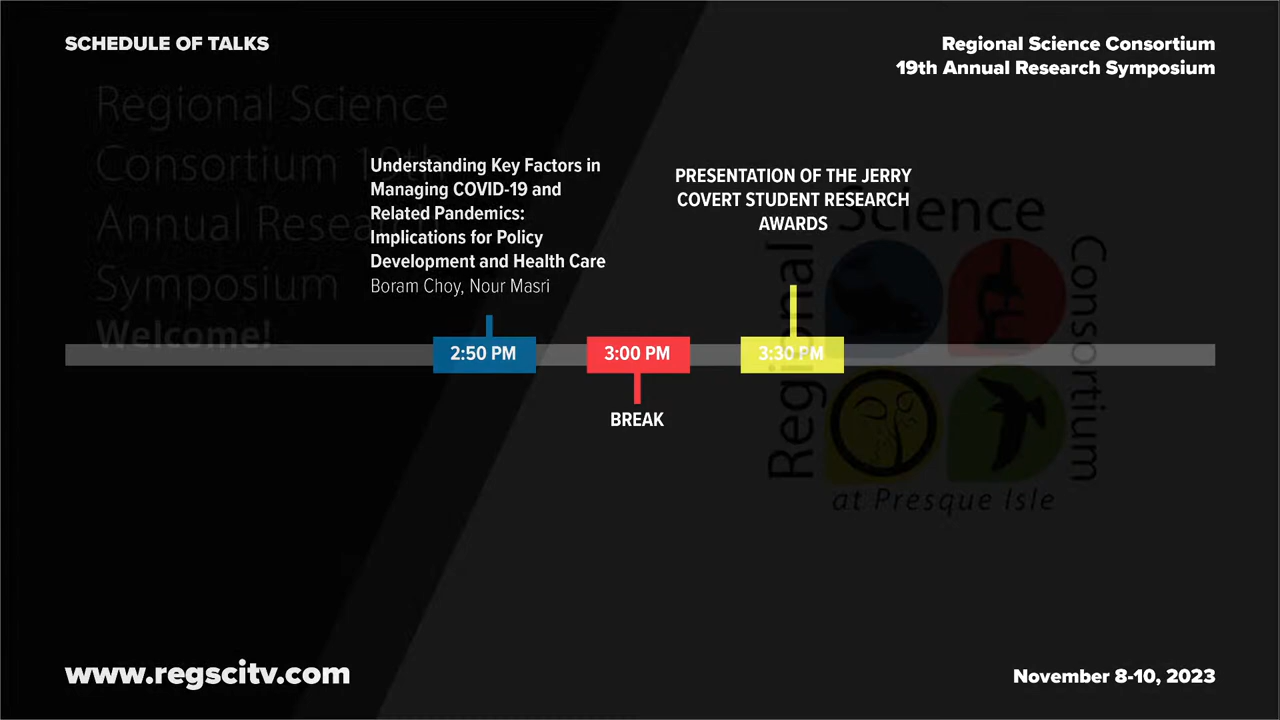 SCHEDULE OF TALKS
Regional Science Consortium
19th Annual Research Symposium
Regional Science
Consortium 19th
Annual Research
Symposium
Welcome!
Understanding Key Factors in
Managing COVID-19 and
Related Pandemics:
Implications for Policy
Development and Health Care
Boram Choy, Nour Masri
PRESENTATION OF THE JERRY
COVERT STUDENT RESEARCH
AWARDS
2:50 PM
3:00 PM
3:30 PM
BREAK
Regional
Science
Consortium
at Presque Isle
www.regscitv.com
November 8-10, 2023